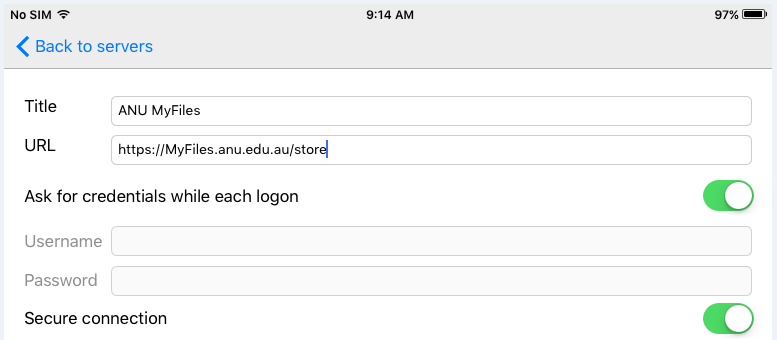 No SIM 9:14 AM 97%
Back to servers
Title ANU MyFiles
URL https://MyFiles.anu.edu.au/store
Ask for credentials while each logon
Username
Password
Secure connection